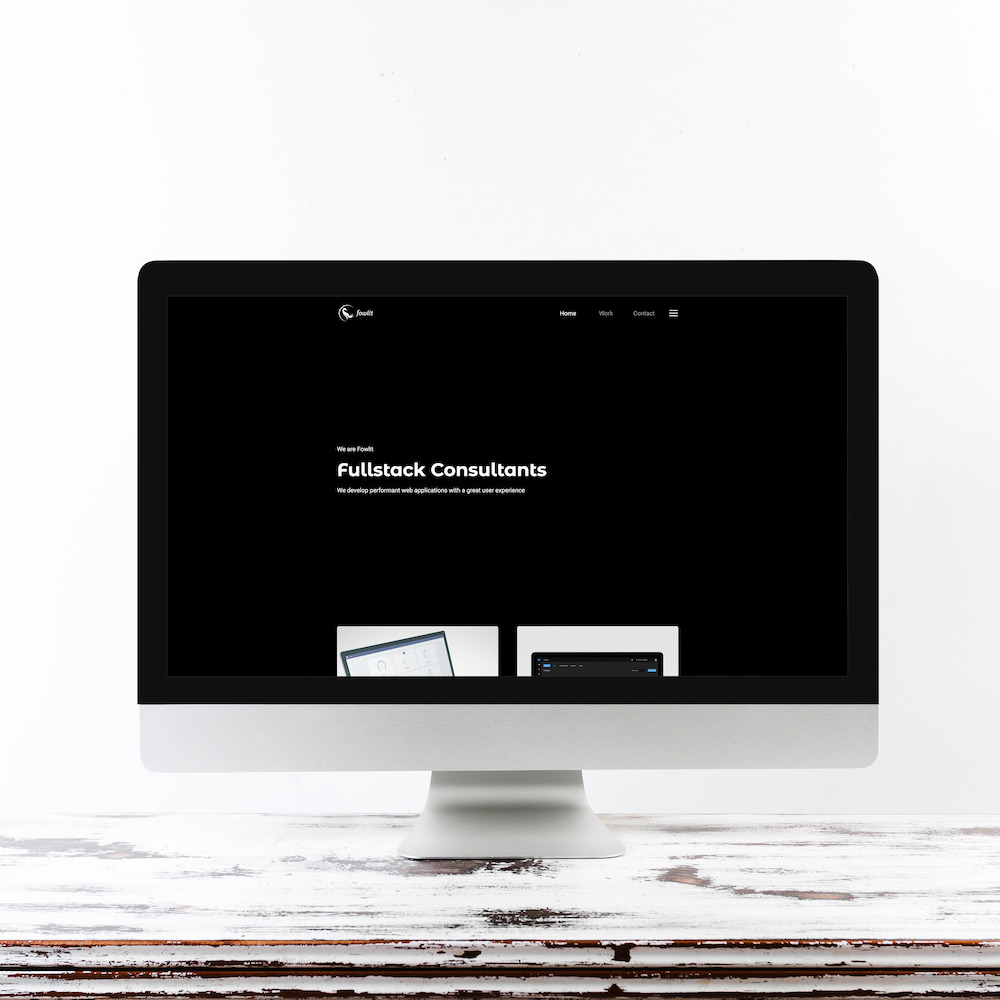 fowlit
Home Work Contact
We are Fowlit
Fullstack Consultants
We develop performant web applications with a great user experience